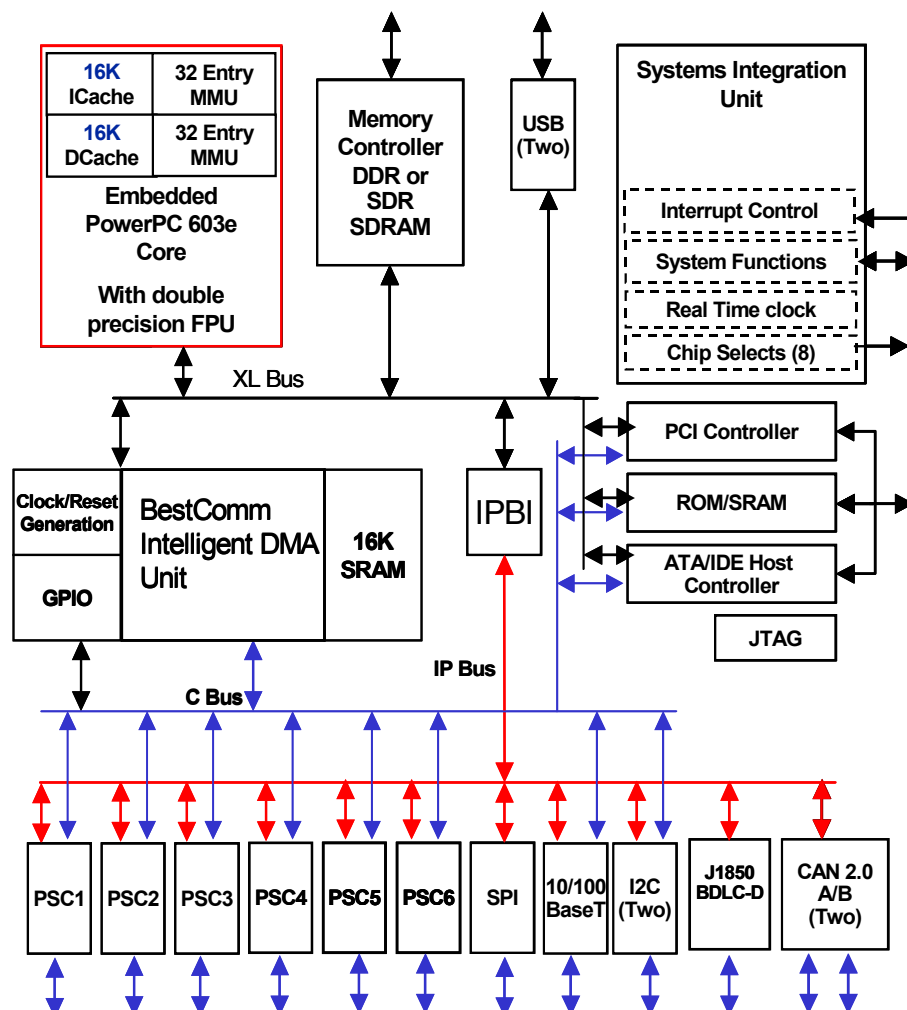 16K
ICache
32 Entry
MMU
16K
DCache
32 Entry
MMU
Embedded
PowerPC 603e
Core
With double
precision FPU
Memory
Controller
DDR or
SDR
SDRAM
USB
(Two)
Systems Integration
Unit
Interrupt Control
System Functions
Real Time clock
Chip Selects (8)
XL Bus
Clock/Reset
Generation
GPIO
BestComm
Intelligent DMA
Unit
16K
SRAM
IPBI
PCI Controller
ROM/SRAM
ATA/IDE Host
Controller
JTAG
IP Bus
C Bus
PSC1
PSC2
PSC3
PSC4
PSC5
PSC6
SPI
10/100
BaseT
I2C
(Two)
J1850
BDLC-D
CAN 2.0
A/B
(Two)